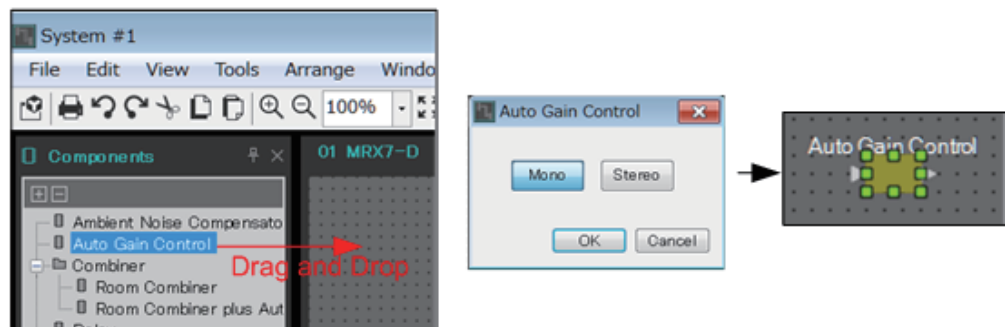 System #1
File Edit View Tools Arrange Windo
100%
Components
01 MRX7-D
Ambient Noise Compensato
Auto Gain Control
Drag and Drop
Combiner
Room Combiner
Room Combiner plus Aut
Auto Gain Control
Mono Stereo
OK Cancel
Auto Gain Control